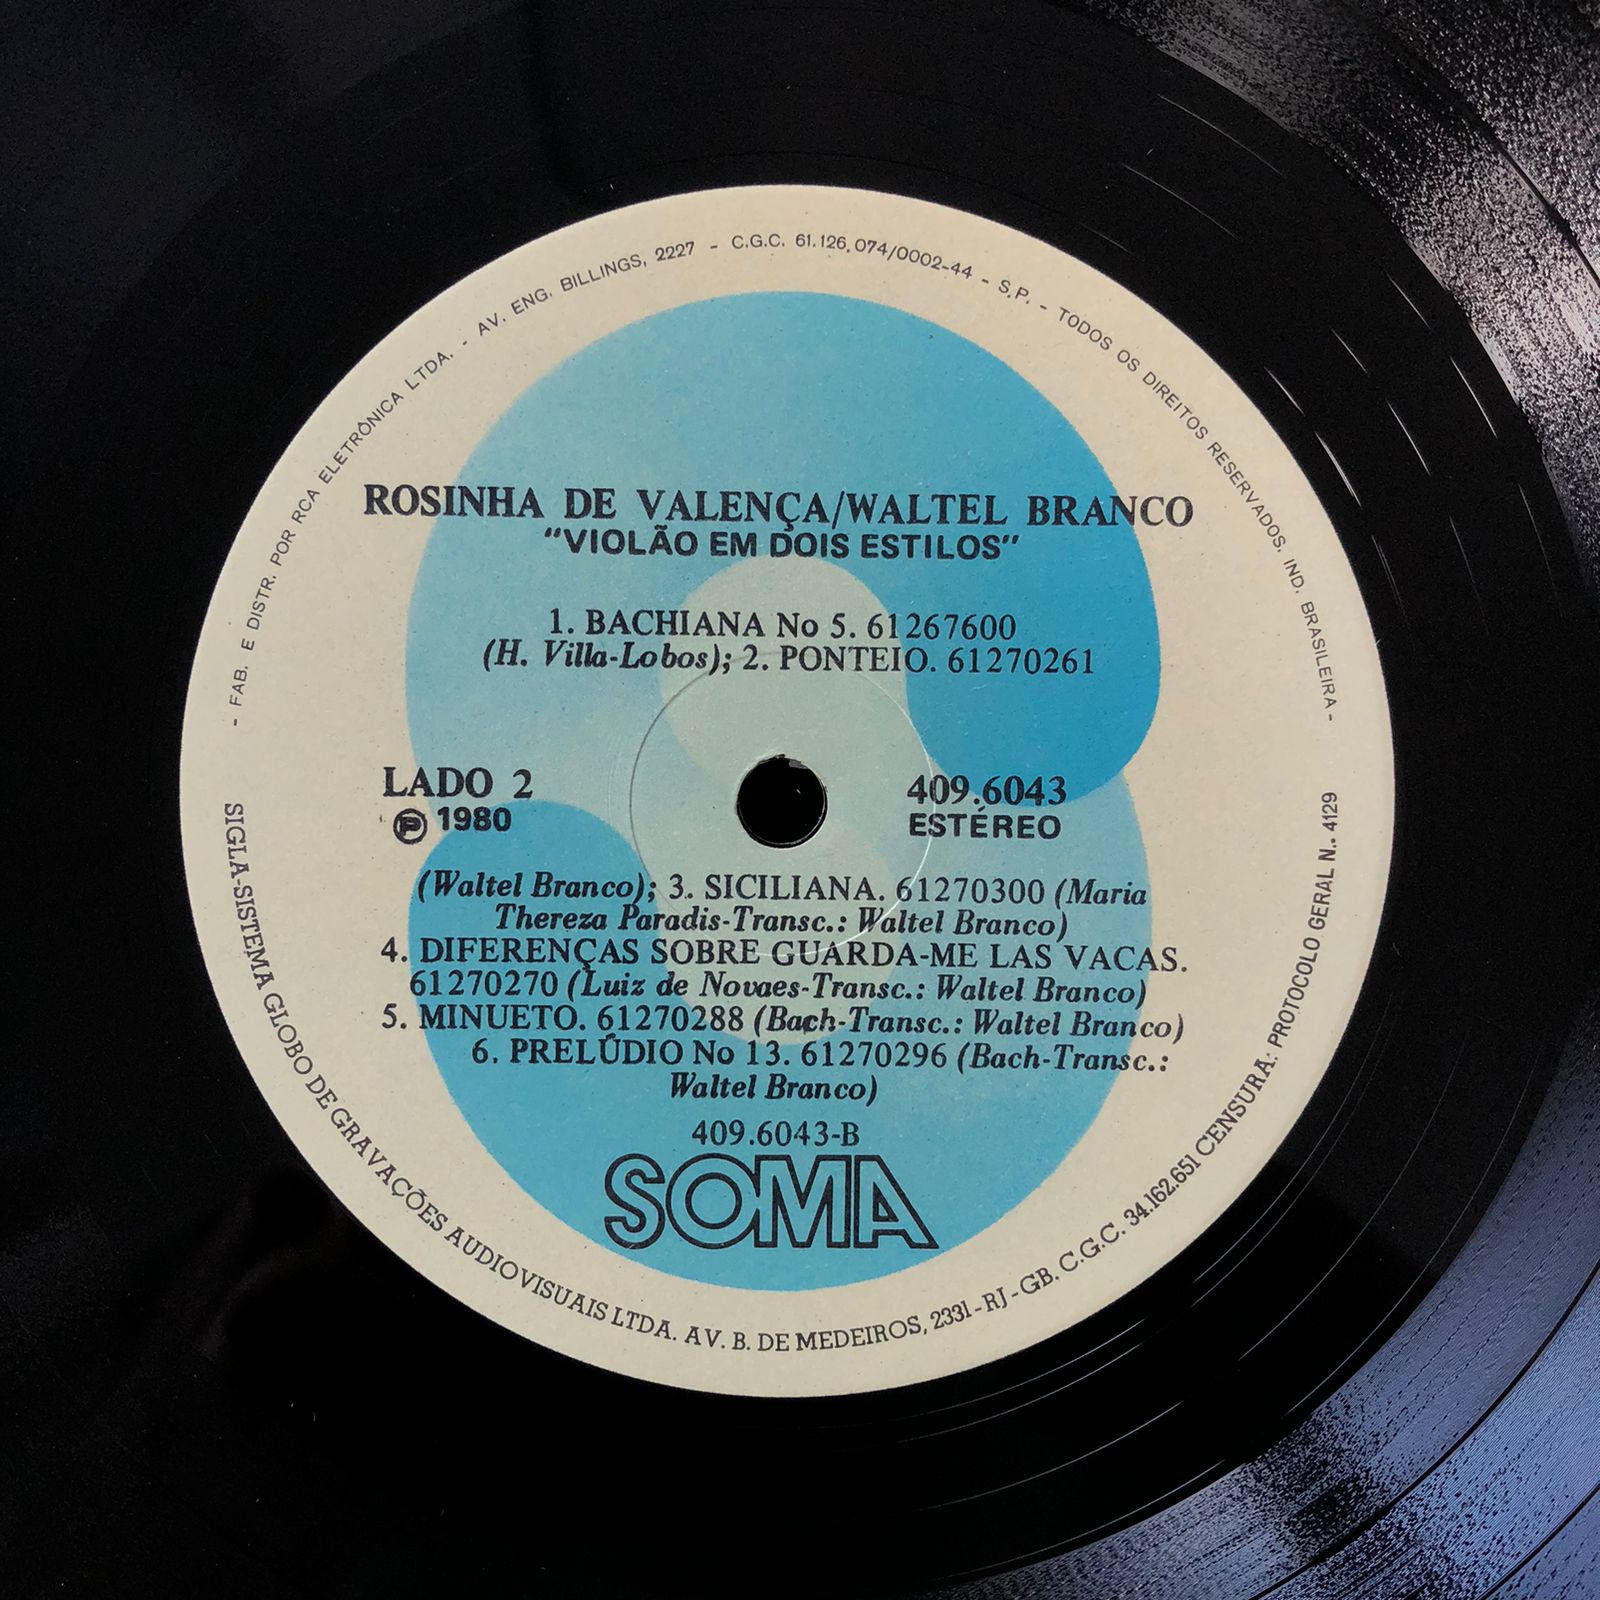 - FAB. E DISTR. POR RCA ELETRÔNICA LTDA. - AV. ENG. BILLINGS, 2227 - C.G.C. 61.126.074/0002-44 - S.P. - TODOS OS DIREITOS RESERVADOS. IND. BRASILEIRA -
ROSINHA DE VALENÇA/WALTEL BRANCO
"VIOLÃO EM DOIS ESTILOS"
1. BACHIANA No 5. 61267600
(H. Villa-Lobos); 2. PONTEIO. 61270261
LADO 2
Ⓟ 1980
409.6043
ESTÉREO
(Waltel Branco); 3. SICILIANA. 61270300 (Maria
Thereza Paradis-Transc.: Waltel Branco)
4. DIFERENÇAS SOBRE GUARDA-ME LAS VACAS.
61270270 (Luiz de Novaes-Transc.: Waltel Branco)
5. MINUETO. 61270288 (Bach-Transc.: Waltel Branco)
6. PRELÚDIO No 13. 61270296 (Bach-Transc.:
Waltel Branco)
409.6043-B
SOMA
SIGLA-SISTEMA GLOBO DE GRAVAÇÕES AUDIOVISUAIS LTDA. AV. B. DE MEDEIROS, 2331-RJ-GB. C.G.C. 34.162.651 CENSURA: PROTOCOLO GERAL N.. 4129